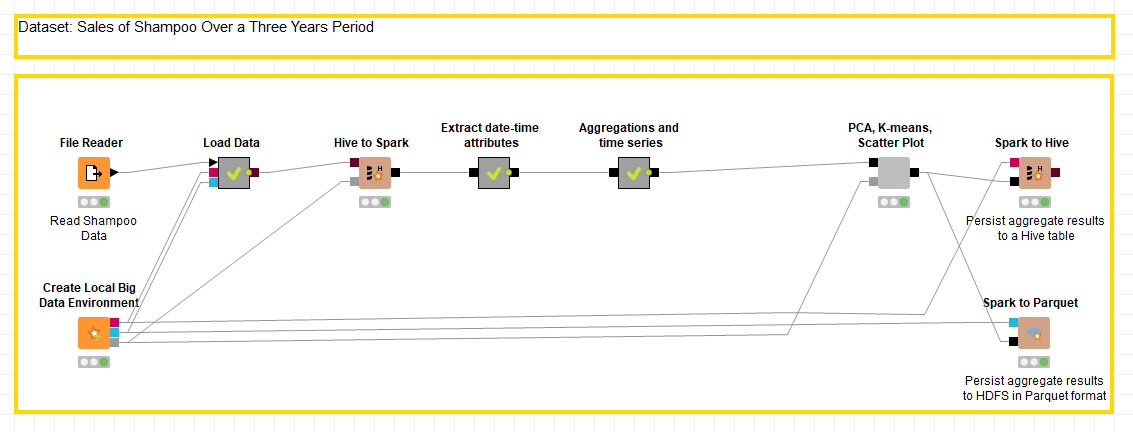 Dataset: Sales of Shampoo Over a Three Years Period
File Reader
Read Shampoo
Data
Load Data
Hive to Spark
H
Extract date-time
attributes
Aggregations and
time series
PCA, K-means,
Scatter Plot
Spark to Hive
H
Persist aggregate results
to a Hive table
Create Local Big
Data Environment
Spark to Parquet
Persist aggregate results
to HDFS in Parquet format